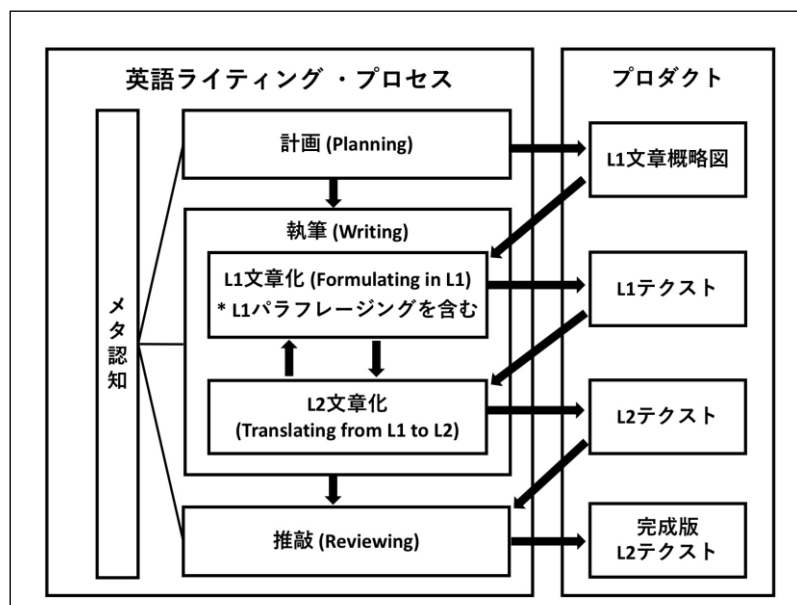 英語ライティング ・プロセス
メタ認知
計画 (Planning)
執筆 (Writing)
L1文章化 (Formulating in L1)
* L1パラフレージングを含む
L2文章化
(Translating from L1 to L2)
推敲 (Reviewing)
プロダクト
L1文章概略図
L1テクスト
L2テクスト
完成版
L2テクスト